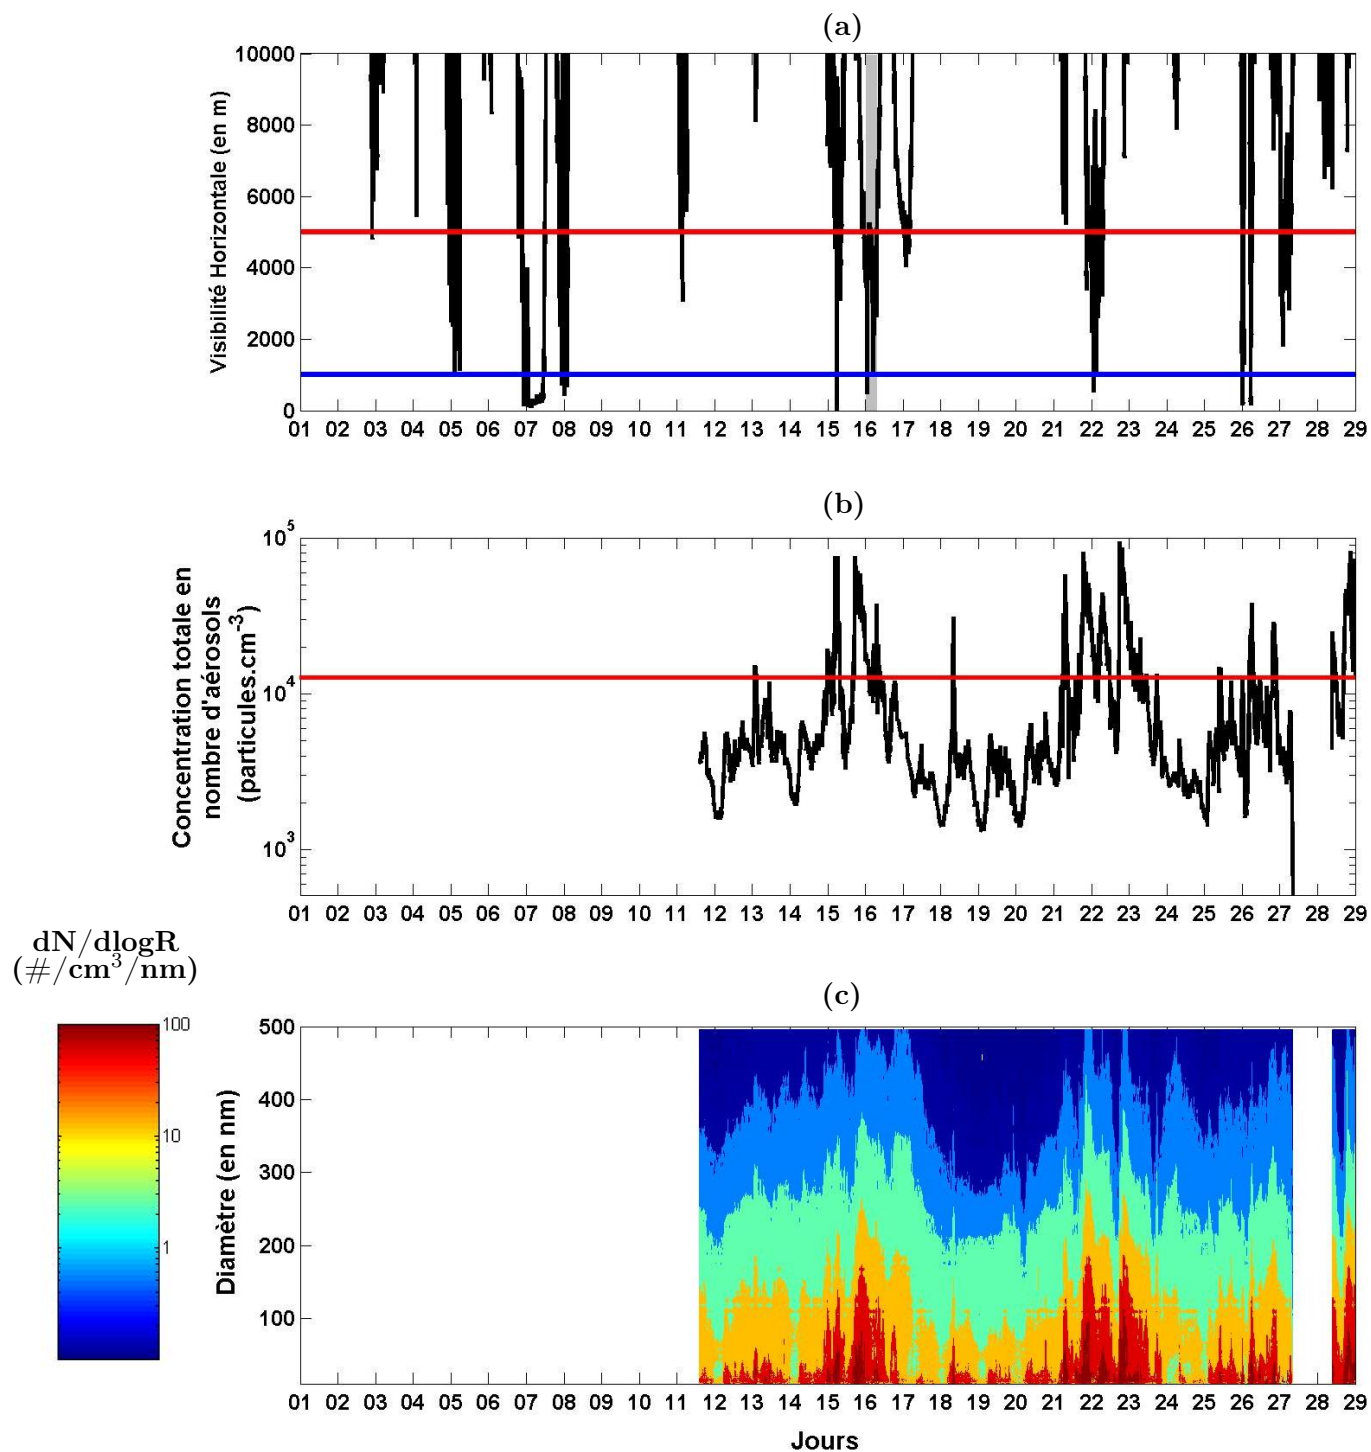 (a)
Visibilité Horizontale (en m)
10000
8000
6000
4000
2000
0
01 02 03 04 05 06 07 08 09 10 11 12 13 14 15 16 17 18 19 20 21 22 23 24 25 26 27 28 29
(b)
Concentration totale en
nombre d'aérosols
(particules.cm-3)
10^5
10^4
10^3
01 02 03 04 05 06 07 08 09 10 11 12 13 14 15 16 17 18 19 20 21 22 23 24 25 26 27 28 29
dN/dlogR
(#/cm³/nm)
100
10
1
(c)
Diamètre (en nm)
500
400
300
200
100
01 02 03 04 05 06 07 08 09 10 11 12 13 14 15 16 17 18 19 20 21 22 23 24 25 26 27 28 29
Jours